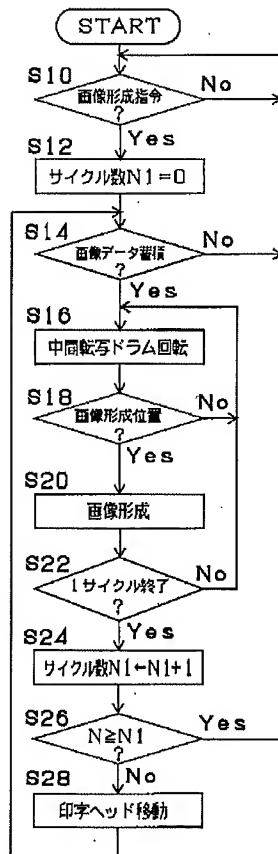 START
S10
画像形成指令
?
No
Yes
S12
サイクル数N1=0
S14
画像データ蓄積
?
No
Yes
S16
中間転写ドラム回転
S18
画像形成位置
?
No
Yes
S20
画像形成
S22
1サイクル終了
?
No
Yes
S24
サイクル数N1←N1+1
S26
N≧N1
?
Yes
No
S28
印字ヘッド移動